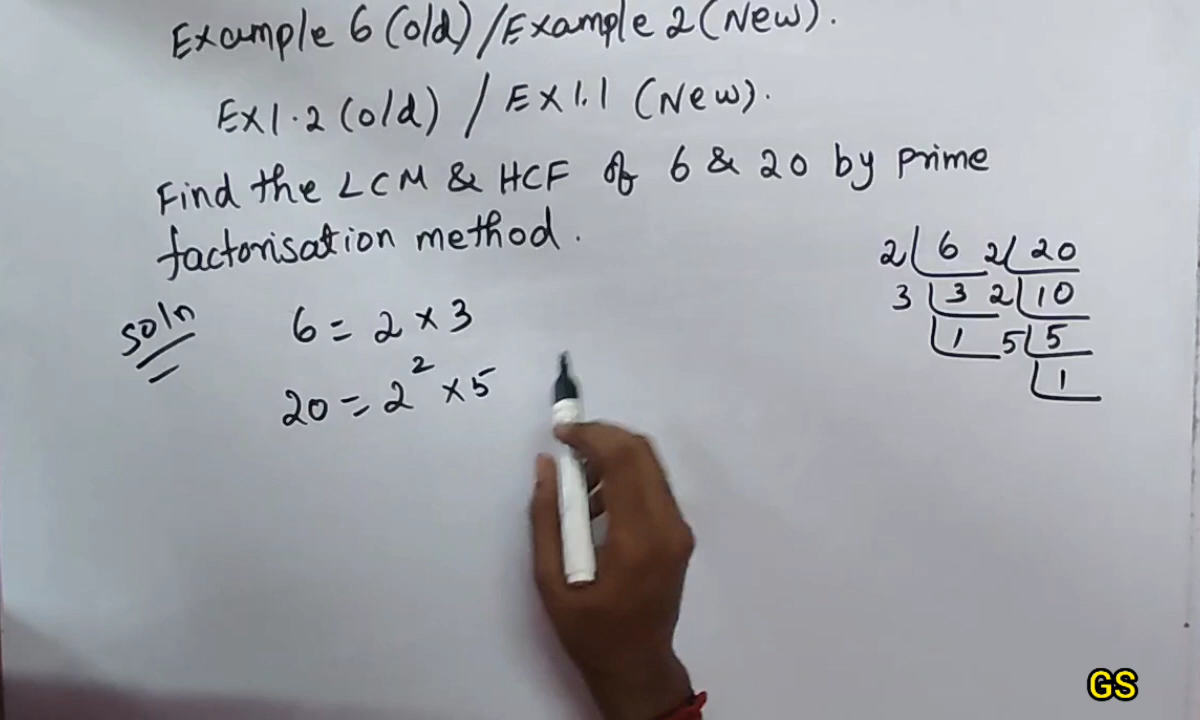 Example 6 (old) / Example 2 (New).
EX 1.2 (old) / EX 1.1 (New).
Find the LCM & HCF of 6 & 20 by prime
factorisation method.
soln
6 = 2 × 3
20 = 2² × 5
2 6
3 3
1
2 20
2 10
5 5
1
GS